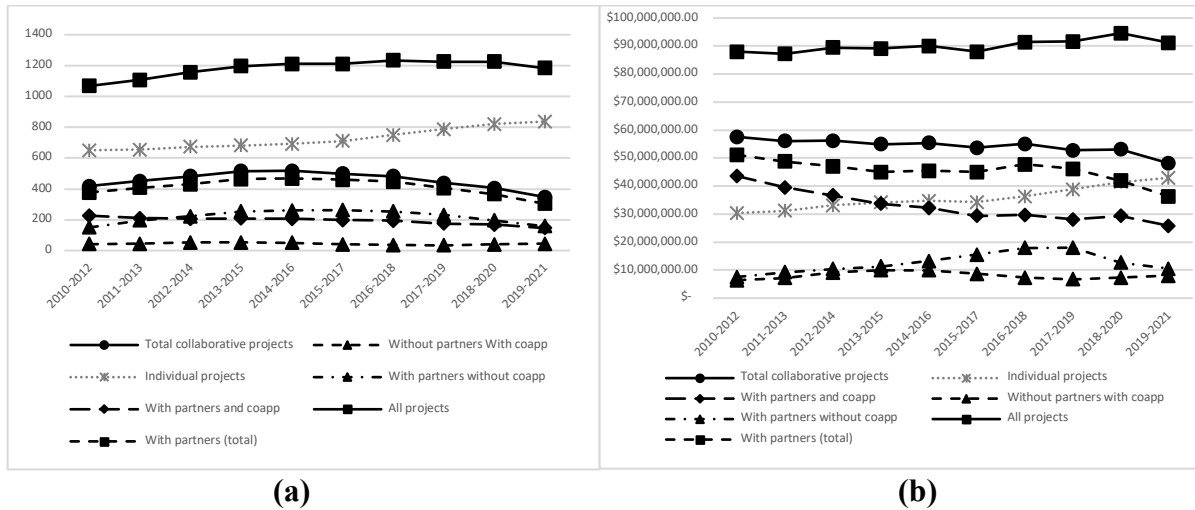 1400
1200
1000
800
600
400
200
0
2010-2012
2011-2013
2012-2014
2013-2015
2014-2016
2015-2017
2016-2018
2017-2019
2018-2020
2019-2021
Total collaborative projects
Without partners With coapp
Individual projects
With partners without coapp
With partners and coapp
All projects
With partners (total)
(a)
$100,000,000.00
$90,000,000.00
$80,000,000.00
$70,000,000.00
$60,000,000.00
$50,000,000.00
$40,000,000.00
$30,000,000.00
$20,000,000.00
$10,000,000.00
$-
2010-2012
2011-2013
2012-2014
2013-2015
2014-2016
2015-2017
2016-2018
2017-2019
2018-2020
2019-2021
Total collaborative projects
Individual projects
With partners and coapp
Without partners with coapp
With partners without coapp
All projects
With partners (total)
(b)